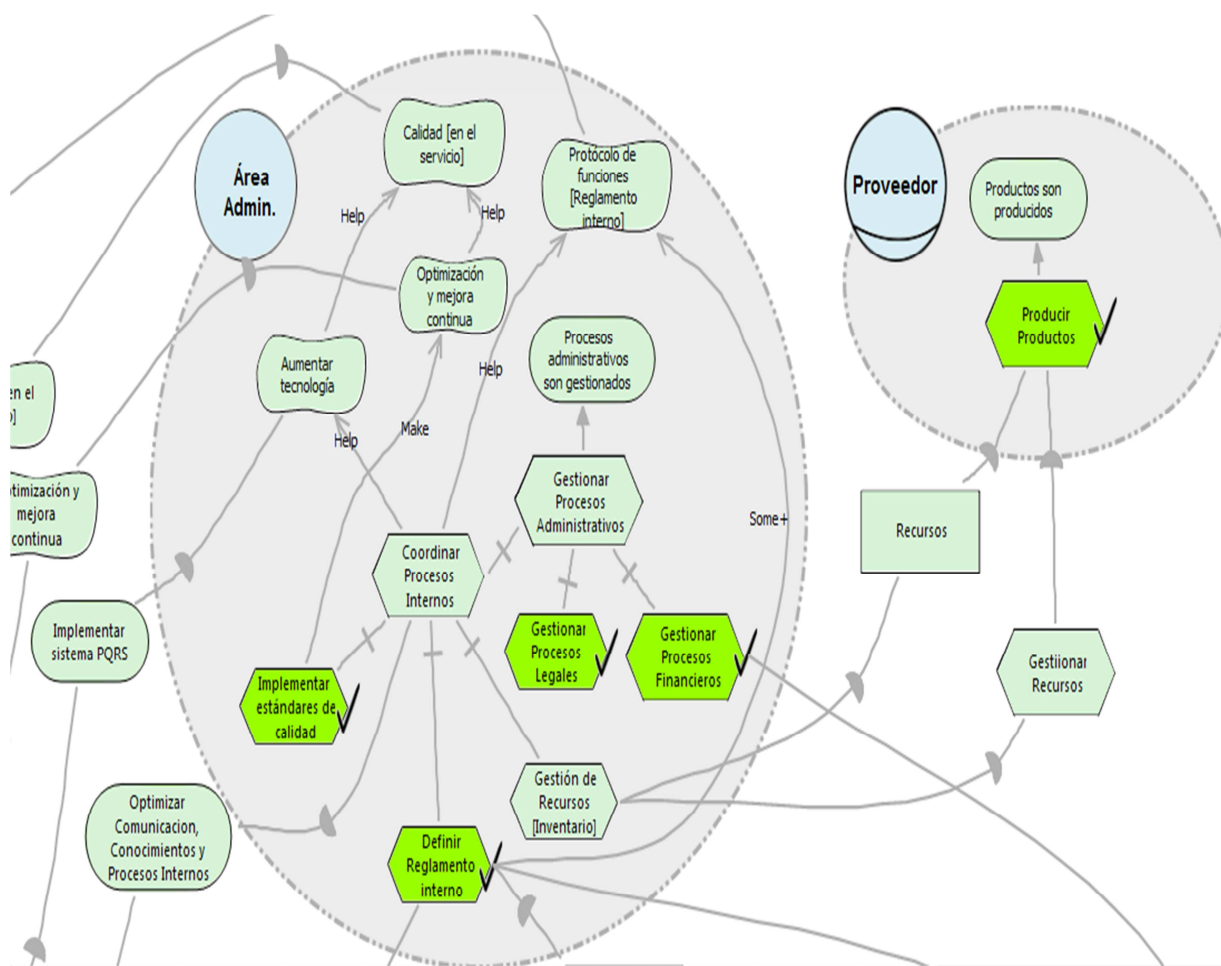 Área
Admin.
Calidad [en el
servicio]
Protócolo de
funciones
[Reglamento
interno]
Help
Help
Optimización
y mejora
continua
Aumentar
tecnología
Help
Make
Help
Procesos
administrativos
son gestionados
Gestionar
Procesos
Administrativos
Some+
Coordinar
Procesos
Internos
Gestionar
Procesos
Legales
Gestionar
Procesos
Financieros
Implementar
estándares de
calidad
Gestión de
Recursos
[Inventario]
Definir
Reglamento
interno
en el
o]
timización y
mejora
continua
Implementar
sistema PQRS
Optimizar
Comunicacion,
Conocimientos y
Procesos Internos
Proveedor
Productos son
producidos
Producir
Productos
Recursos
Gestiionar
Recursos